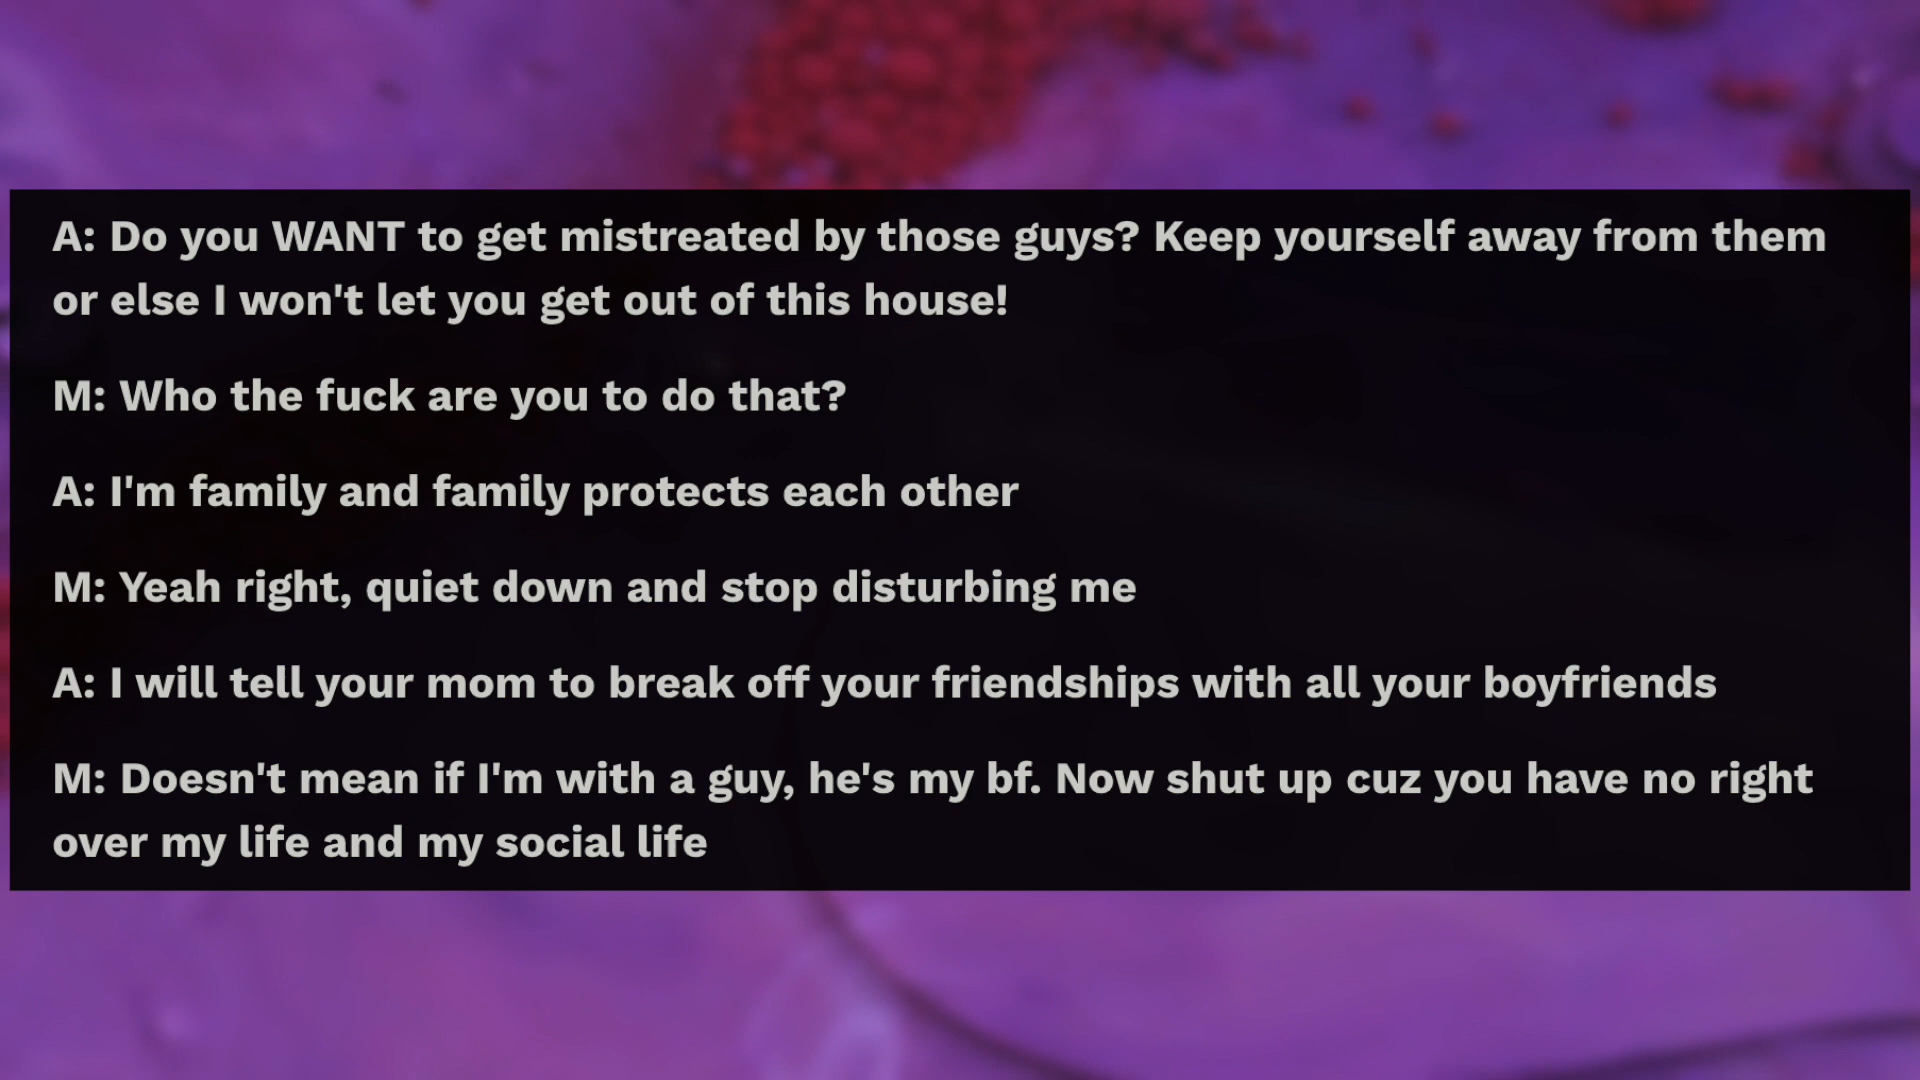 A: Do you WANT to get mistreated by those guys? Keep yourself away from them
or else I won't let you get out of this house!
M: Who the fuck are you to do that?
A: I'm family and family protects each other
M: Yeah right, quiet down and stop disturbing me
A: I will tell your mom to break off your friendships with all your boyfriends
M: Doesn't mean if I'm with a guy, he's my bf. Now shut up cuz you have no right
over my life and my social life